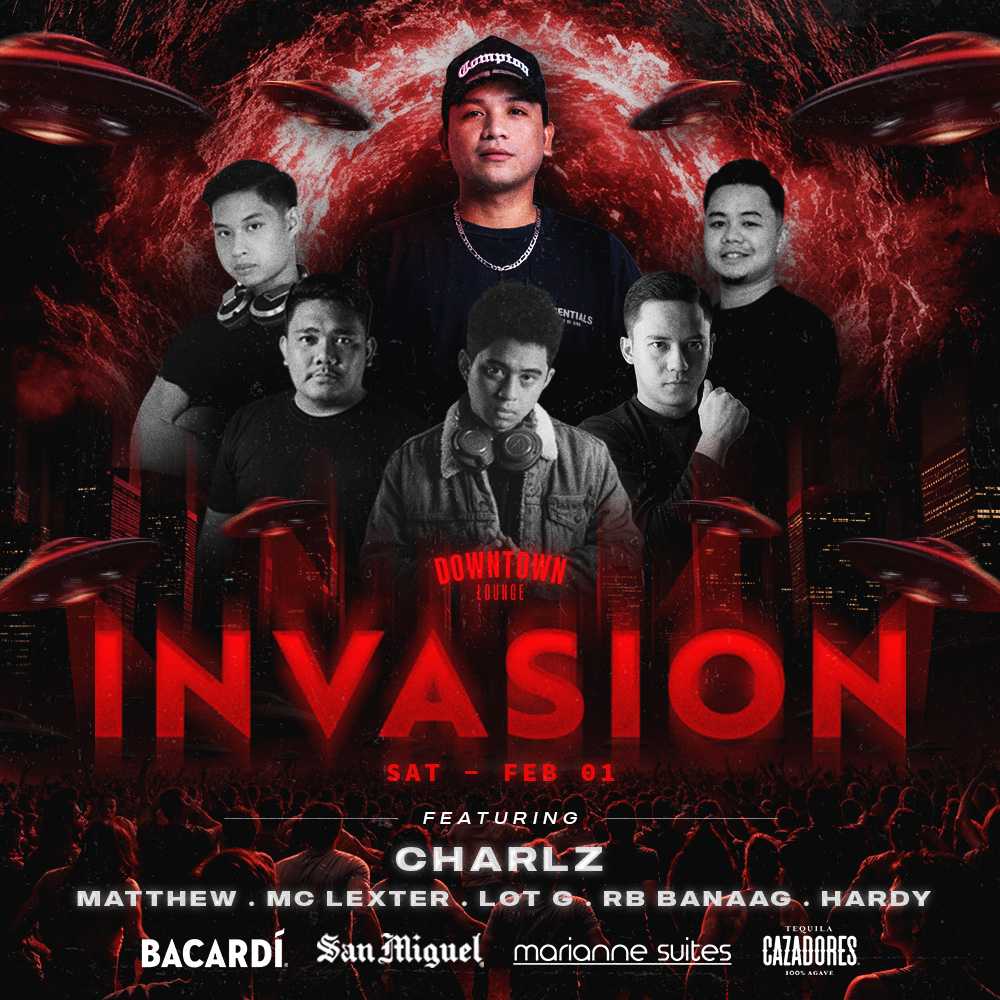 Compton
ENTIALS
DOWNTOWN
LOUNGE
INVASION
SAT - FEB 01
FEATURING
CHARLZ
MATTHEW . MC LEXTER . LOT G . RB BANAAG . HARDY
BACARDÍ San Miguel marianne suites TEQUILA CAZADORES 100% AGAVE